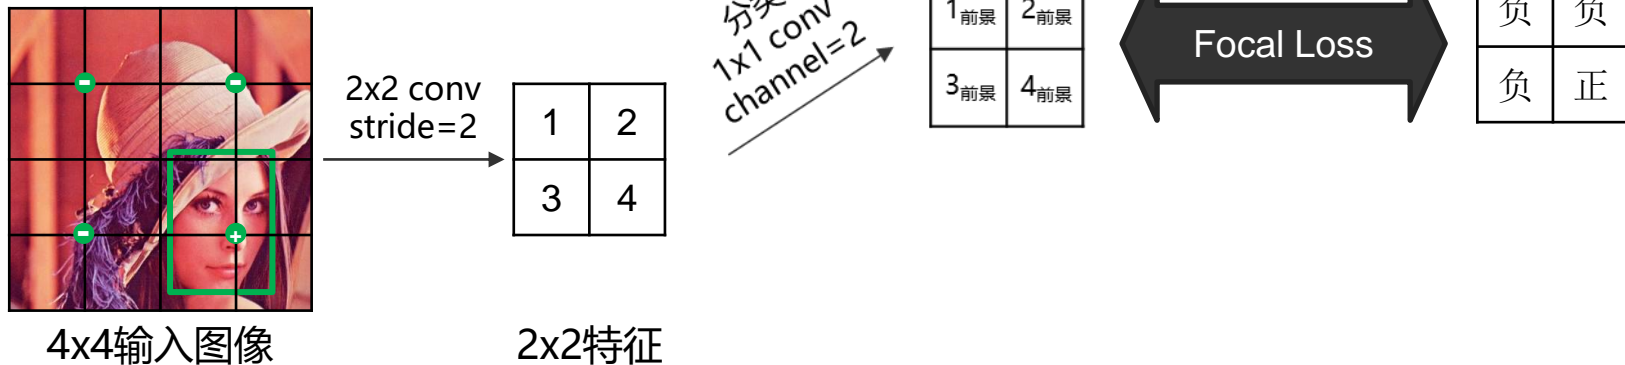 2x2 conv
stride=2
1 2
3 4
4x4输入图像
2x2特征
分类
1x1 conv
channel=2
1前景 2前景
3前景 4前景
Focal Loss
负 负
负 正